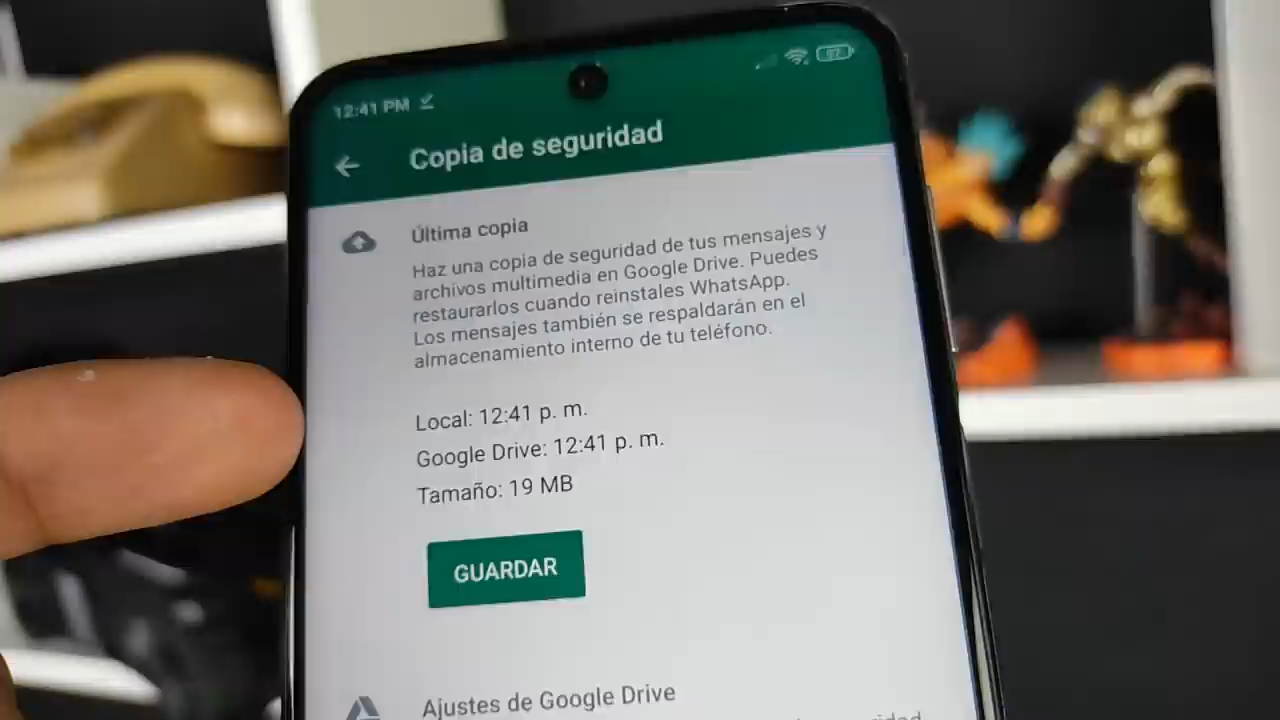 12:41 PM
Copia de seguridad
Última copia
Haz una copia de seguridad de tus mensajes y
archivos multimedia en Google Drive. Puedes
restaurarlos cuando reinstales WhatsApp.
Los mensajes también se respaldarán en el
almacenamiento interno de tu teléfono.
Local: 12:41 p. m.
Google Drive: 12:41 p. m.
Tamaño: 19 MB
GUARDAR
Ajustes de Google Drive